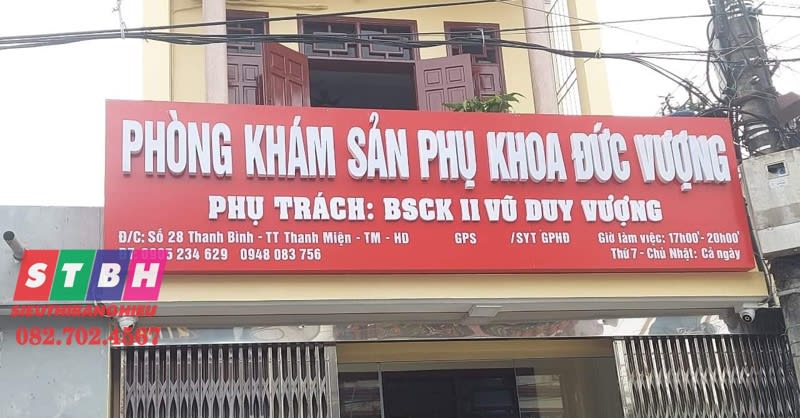 PHÒNG KHÁM SẢN PHỤ KHOA ĐỨC VƯỢNG
PHỤ TRÁCH: BSCK II VŨ DUY VƯỢNG
Đ/C: Số 28 Thanh Bình - TT Thanh Miện - TM - HD GPS /SYT GPHĐ Giờ làm việc: 17h00' - 20h00'
ĐT: 0905 234 629 0948 083 756 Thứ 7 - Chủ Nhật: Cả ngày
STBH
SIEUTHIBANGHIEU
082.702.4567